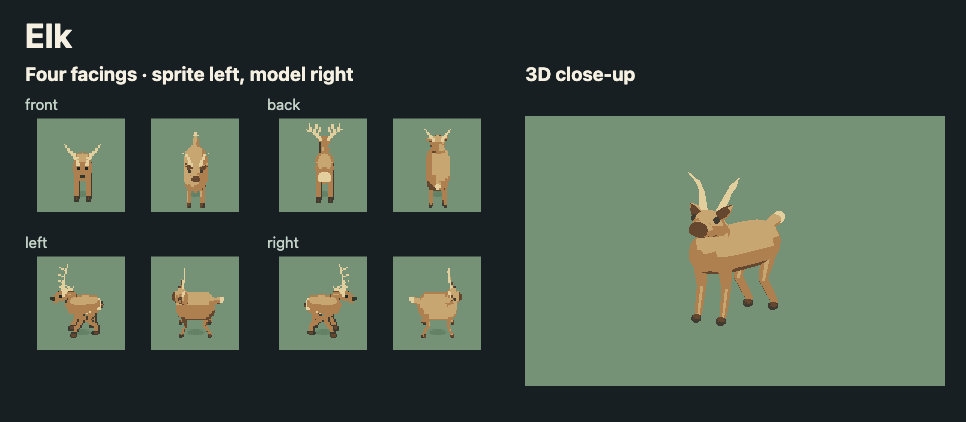 Elk
Four facings · sprite left, model right
3D close-up
front
back
left
right